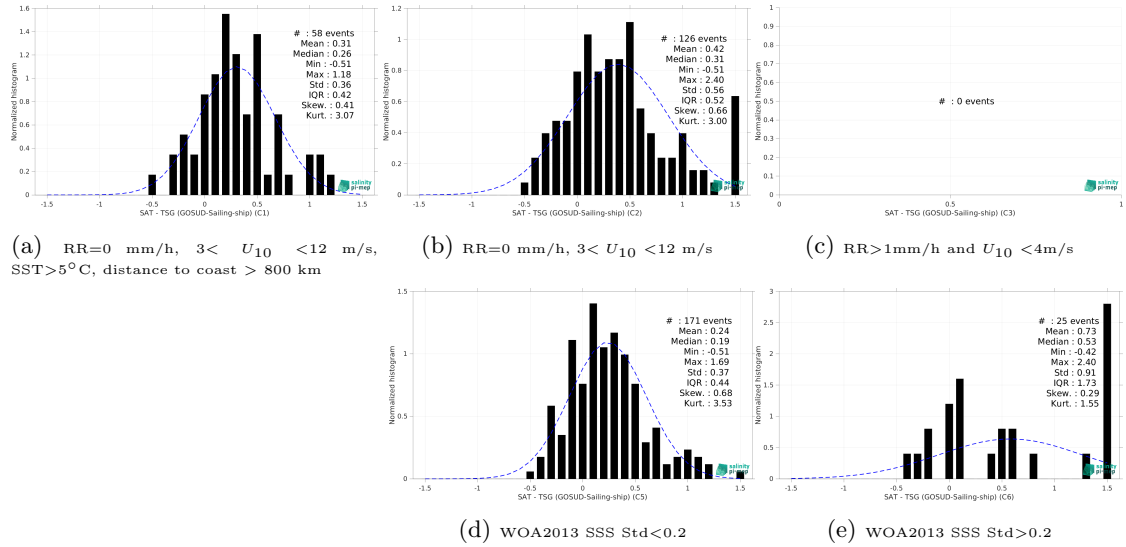 1.6
1.4
1.2
1
0.8
0.6
0.4
0.2
0
Normalized histogram
# : 58 events
Mean : 0.31
Median : 0.26
Min : -0.51
Max : 1.18
Std : 0.36
IQR : 0.42
Skew. : 0.41
Kurt. : 3.07
salinity
pi-mep
-1.5 -1 -0.5 0 0.5 1 1.5
SAT - TSG (GOSUD-Sailing-ship) (C1)
(a) RR=0 mm/h, 3< U10 <12 m/s,
SST>5°C, distance to coast > 800 km
1.2
1
0.8
0.6
0.4
0.2
0
Normalized histogram
# : 126 events
Mean : 0.42
Median : 0.31
Min : -0.51
Max : 2.40
Std : 0.56
IQR : 0.52
Skew. : 0.66
Kurt. : 3.00
salinity
pi-mep
-1.5 -1 -0.5 0 0.5 1 1.5
SAT - TSG (GOSUD-Sailing-ship) (C2)
(b) RR=0 mm/h, 3< U10 <12 m/s
1
0.9
0.8
0.7
0.6
0.5
0.4
0.3
0.2
0.1
0
Normalized histogram
# : 0 events
salinity
pi-mep
0 0.5 1
SAT - TSG (GOSUD-Sailing-ship) (C3)
(c) RR>1mm/h and U10 <4m/s
1.5
1
0.5
0
Normalized histogram
# : 171 events
Mean : 0.24
Median : 0.19
Min : -0.51
Max : 1.69
Std : 0.37
IQR : 0.44
Skew. : 0.68
Kurt. : 3.53
salinity
pi-mep
-1.5 -1 -0.5 0 0.5 1 1.5
SAT - TSG (GOSUD-Sailing-ship) (C5)
(d) WOA2013 SSS Std<0.2
3
2.5
2
1.5
1
0.5
0
Normalized histogram
# : 25 events
Mean : 0.73
Median : 0.53
Min : -0.42
Max : 2.40
Std : 0.91
IQR : 1.73
Skew. : 0.29
Kurt. : 1.55
salinity
pi-mep
-1.5 -1 -0.5 0 0.5 1 1.5
SAT - TSG (GOSUD-Sailing-ship) (C6)
(e) WOA2013 SSS Std>0.2